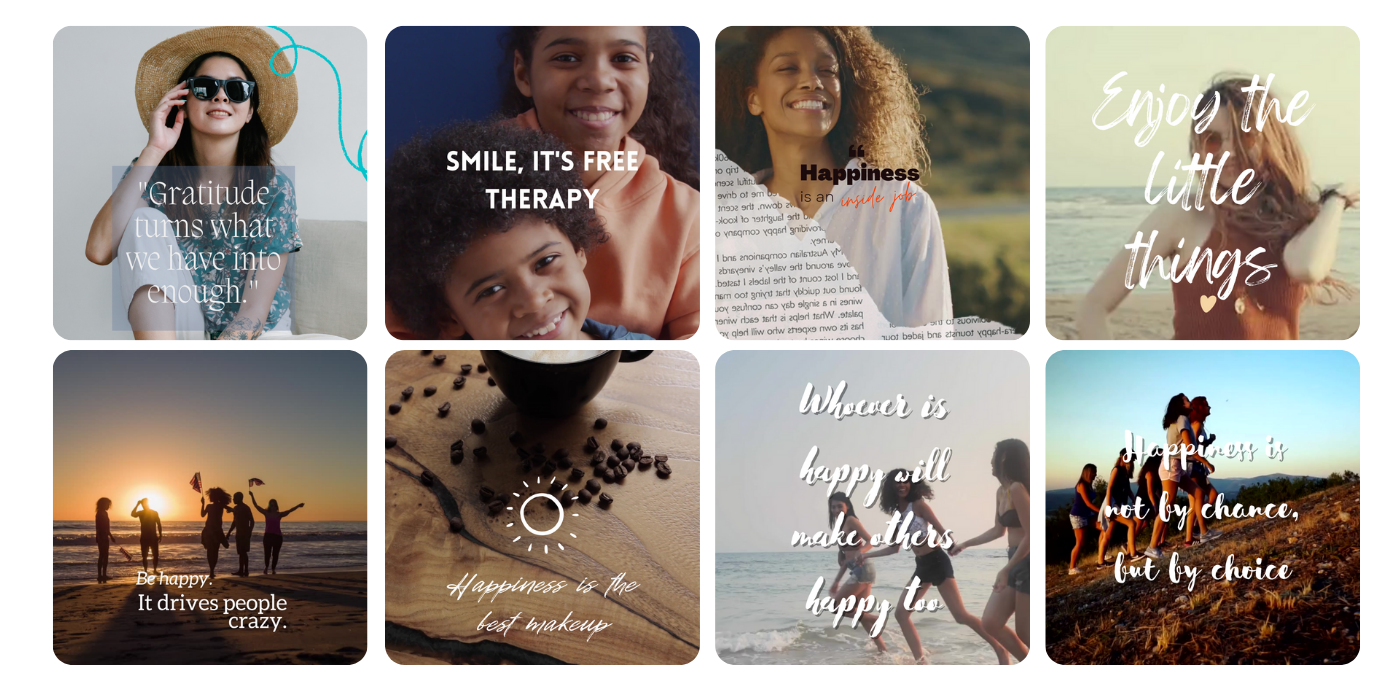 "Gratitude
turns what
we have into
enough."
SMILE, IT'S FREE
THERAPY
“
Happiness
is an inside job
Enjoy the
little
things
Be happy.
It drives people
crazy.
Happiness is the
best makeup
Whoever is
happy will
make others
happy too
Happiness is
not by chance,
but by choice